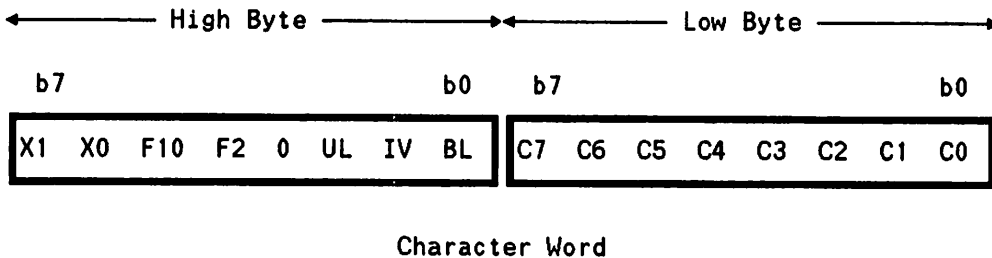 High Byte Low Byte
b7 b0 b7 b0
X1 X0 F10 F2 0 UL IV BL C7 C6 C5 C4 C3 C2 C1 C0
Character Word